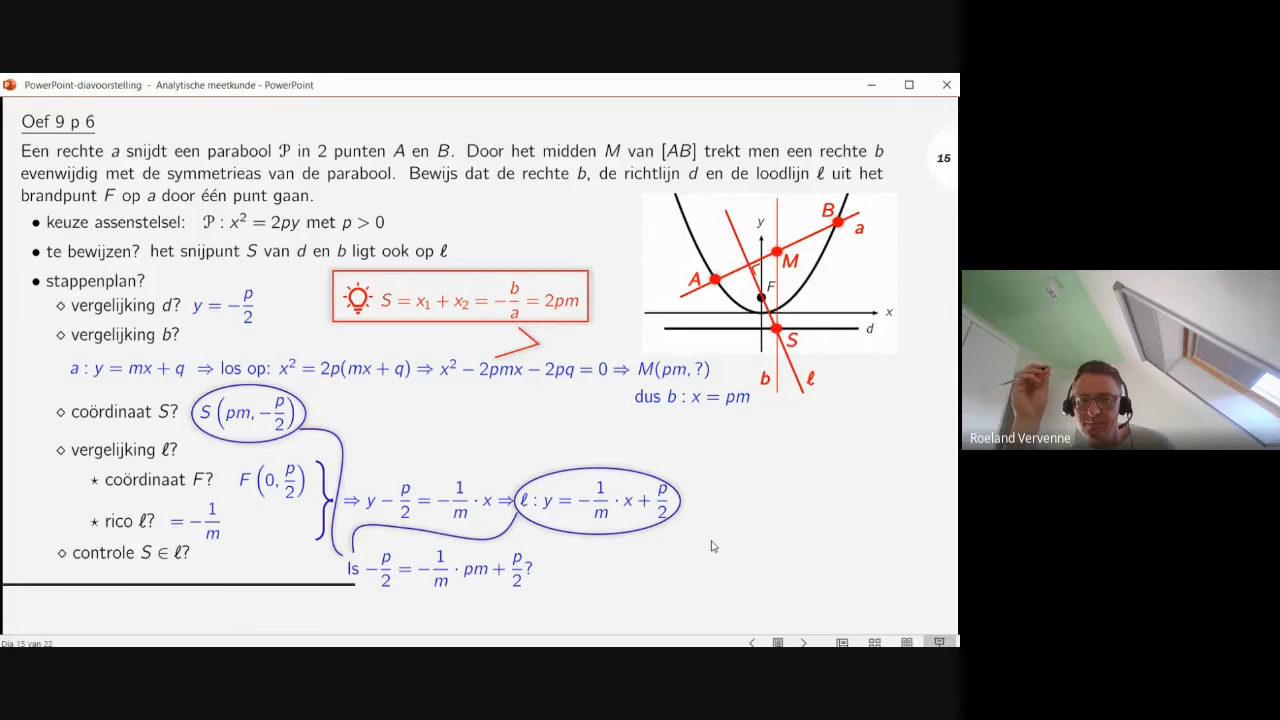 PowerPoint-diavoorstelling - Analytische meetkunde - PowerPoint
Oef 9 p 6
Een rechte a snijdt een parabool 𝒫 in 2 punten A en B. Door het midden M van [AB] trekt men een rechte b
evenwijdig met de symmetrieas van de parabool. Bewijs dat de rechte b, de richtlijn d en de loodlijn ℓ uit het
brandpunt F op a door één punt gaan.
15
• keuze assenstelsel: 𝒫 : x² = 2py met p > 0
• te bewijzen? het snijpunt S van d en b ligt ook op ℓ
• stappenplan?
⋄ vergelijking d? y = −p/2
S = x₁ + x₂ = −b/a = 2pm
⋄ vergelijking b?
a : y = mx + q ⇒ los op: x² = 2p(mx + q) ⇒ x² − 2pmx − 2pq = 0 ⇒ M(pm, ?)
dus b : x = pm
⋄ coördinaat S? S(pm, −p/2)
⋄ vergelijking ℓ?
⋆ coördinaat F? F(0, p/2)
⇒ y − p/2 = −1/m · x ⇒ ℓ : y = −1/m · x + p/2
⋆ rico ℓ? = −1/m
⋄ controle S ∈ ℓ?
Is −p/2 = −1/m · pm + p/2?
y
B
a
M
A
F
x
d
S
b
ℓ
Dia 15 van 22
Roeland Vervenne